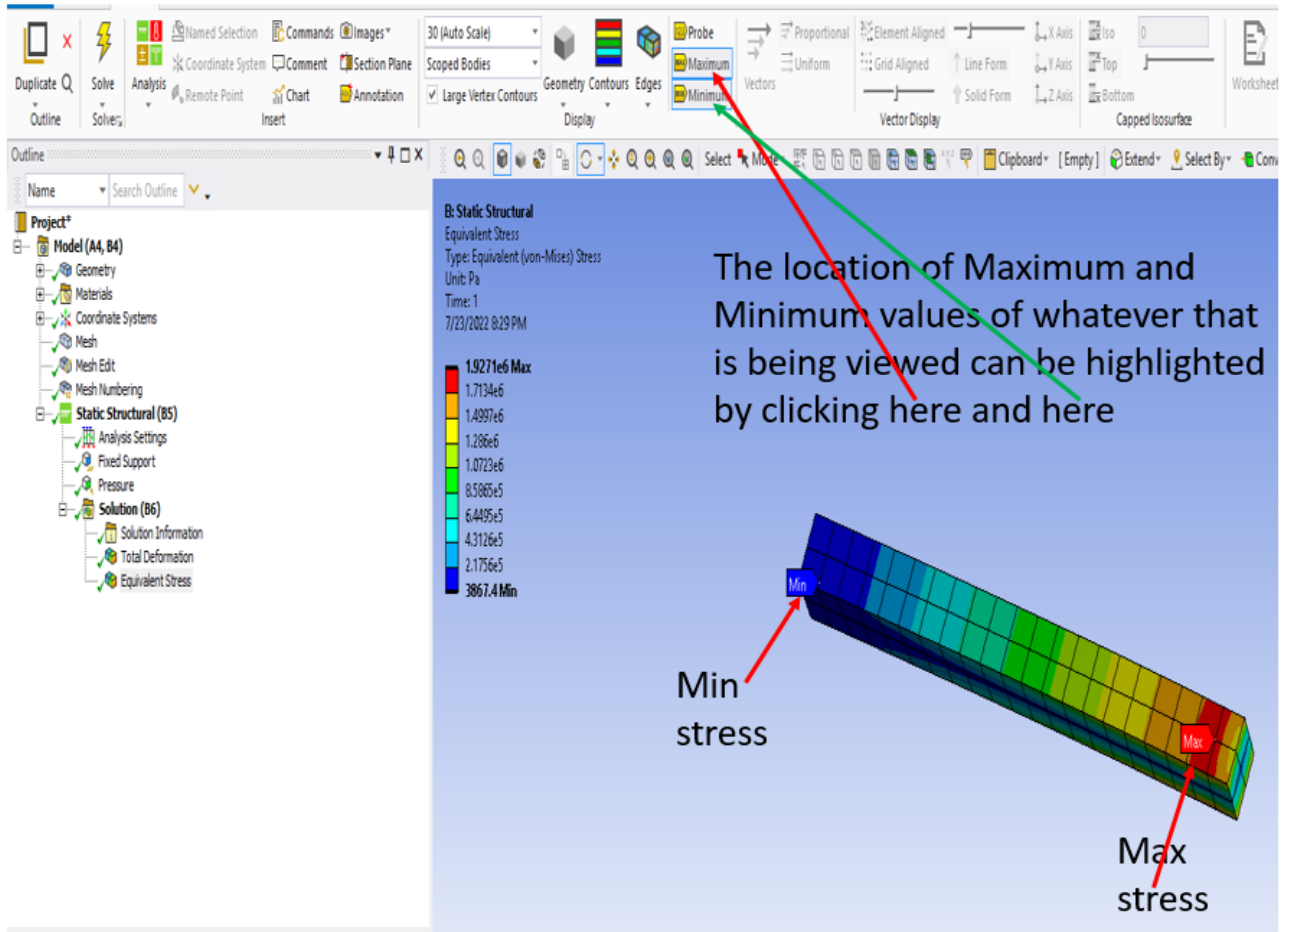 Duplicate Q
Outline
Solve
Solver
Analysis
Named Selection
Coordinate System
Remote Point
Commands
Comment
Chart
Images
Section Plane
Annotation
Insert
30 (Auto Scale)
Scoped Bodies
Large Vertex Contours
Geometry Contours Edges
Display
Probe
Maximum
Minimum
Vectors
Proportional
Uniform
Element Aligned
Grid Aligned
Line Form
Solid Form
X Axis
Y Axis
Z Axis
Vector Display
Iso
0
Top
Bottom
Capped Isosurface
Worksheet
Outline
Name
Search Outline
Select
Mode
Clipboard
[Empty]
Extend
Select By
Conv
Project*
Model (A4, B4)
Geometry
Materials
Coordinate Systems
Mesh
Mesh Edit
Mesh Numbering
Static Structural (B5)
Analysis Settings
Fixed Support
Pressure
Solution (B6)
Solution Information
Total Deformation
Equivalent Stress
B: Static Structural
Equivalent Stress
Type: Equivalent (von-Mises) Stress
Unit: Pa
Time: 1
7/23/2022 8:29 PM
1.9271e6 Max
1.7134e6
1.4997e6
1.286e6
1.0723e6
8.5865e5
6.4495e5
4.3126e5
2.1756e5
3867.4 Min
The location of Maximum and
Minimum values of whatever that
is being viewed can be highlighted
by clicking here and here
Min
Min
stress
Max
Max
stress